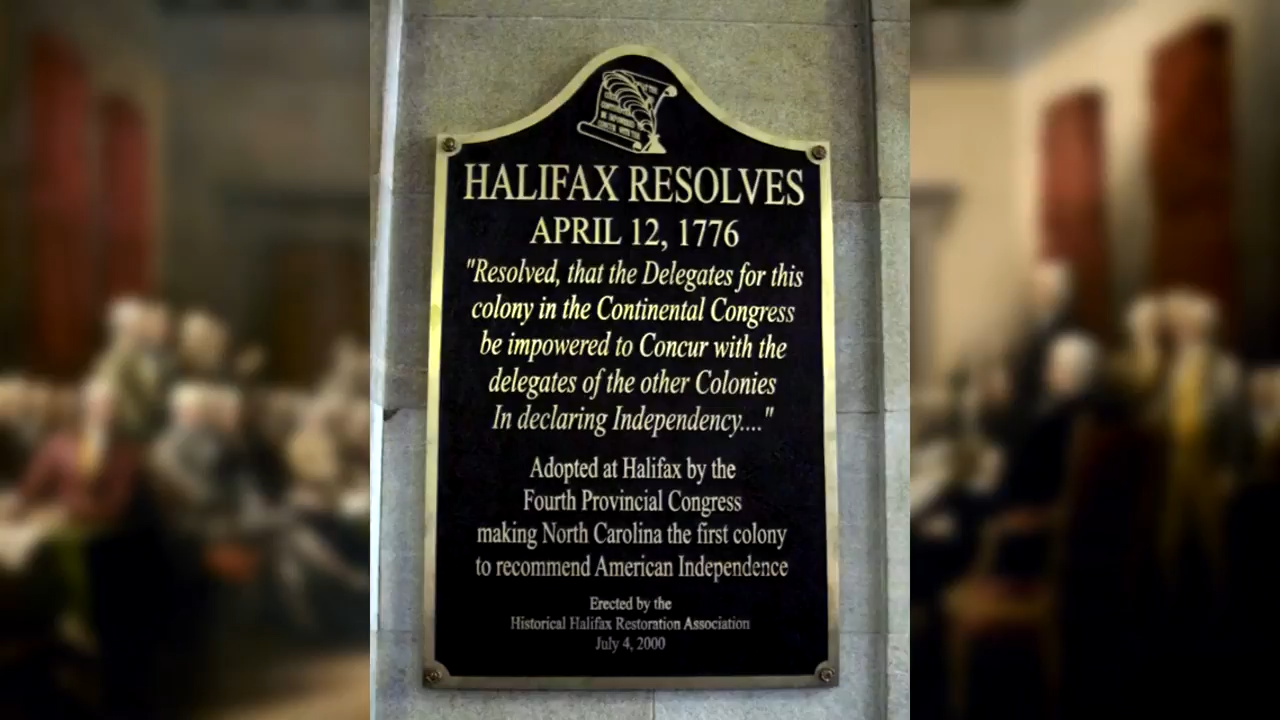 HALIFAX RESOLVES
APRIL 12, 1776
"Resolved, that the Delegates for this
colony in the Continental Congress
be impowered to Concur with the
delegates of the other Colonies
In declaring Independency...."
Adopted at Halifax by the
Fourth Provincial Congress
making North Carolina the first colony
to recommend American Independence
Erected by the
Historical Halifax Restoration Association
July 4, 2000